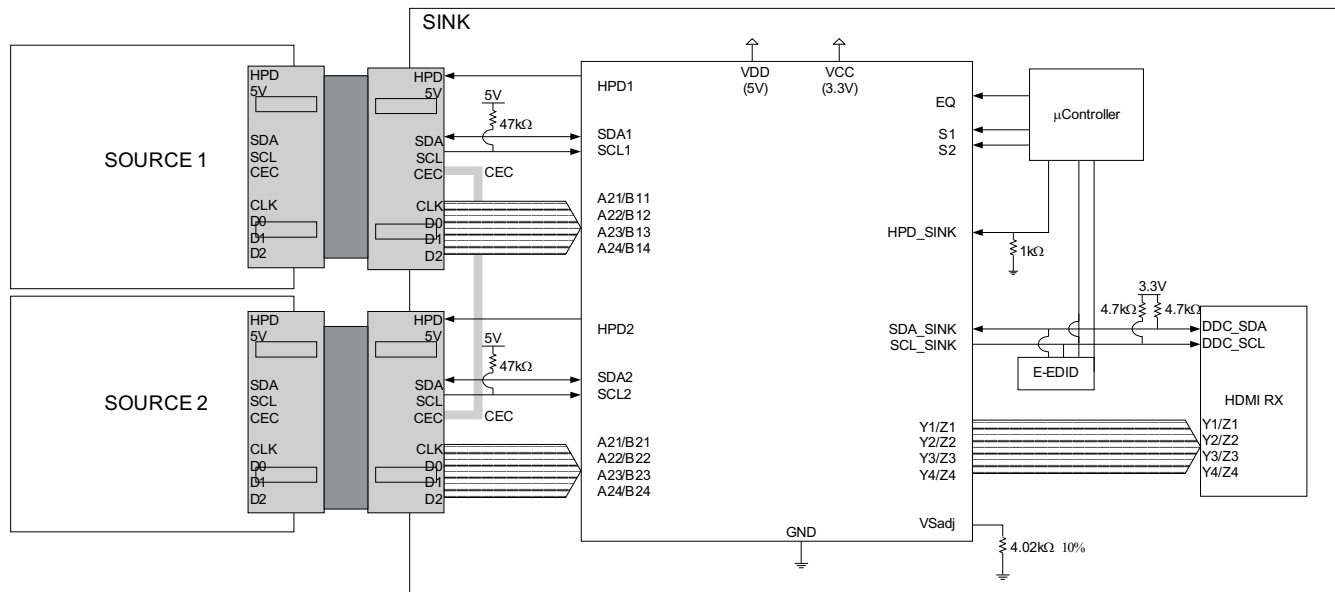 SINK
SOURCE 1
HPD
5V
SDA
SCL
CEC
CLK
D0
D1
D2
HPD
5V
SDA
SCL
CEC
CLK
D0
D1
D2
5V
47kΩ
CEC
HPD1
SDA1
SCL1
A21/B11
A22/B12
A23/B13
A24/B14
VDD
(5V)
VCC
(3.3V)
EQ
S1
S2
μController
HPD_SINK
1kΩ
SOURCE 2
HPD
5V
SDA
SCL
CEC
CLK
D0
D1
D2
HPD
5V
SDA
SCL
CEC
CLK
D0
D1
D2
5V
47kΩ
CEC
HPD2
SDA2
SCL2
A21/B21
A22/B22
A23/B23
A24/B24
3.3V
4.7kΩ 4.7kΩ
SDA_SINK
SCL_SINK
E-EDID
DDC_SDA
DDC_SCL
HDMI RX
Y1/Z1
Y2/Z2
Y3/Z3
Y4/Z4
Y1/Z1
Y2/Z2
Y3/Z3
Y4/Z4
VSadj
GND
4.02kΩ 10%